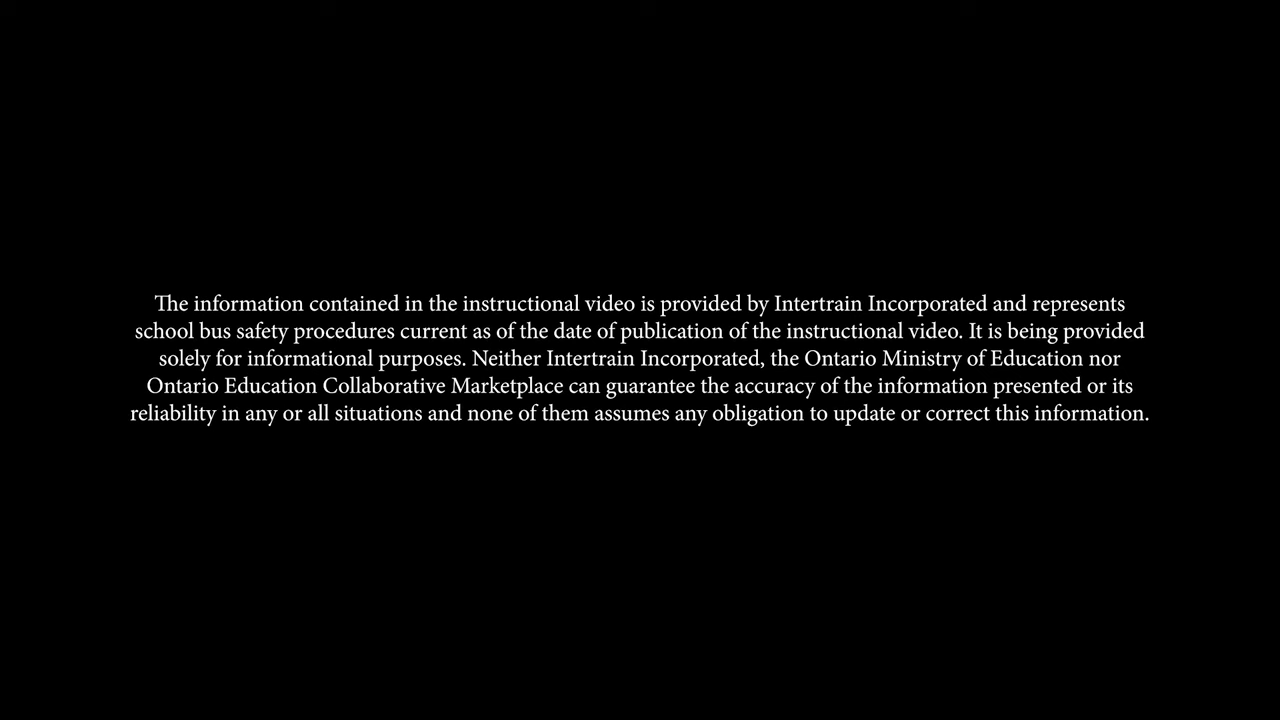 The information contained in the instructional video is provided by Intertrain Incorporated and represents
school bus safety procedures current as of the date of publication of the instructional video. It is being provided
solely for informational purposes. Neither Intertrain Incorporated, the Ontario Ministry of Education nor
Ontario Education Collaborative Marketplace can guarantee the accuracy of the information presented or its
reliability in any or all situations and none of them assumes any obligation to update or correct this information.